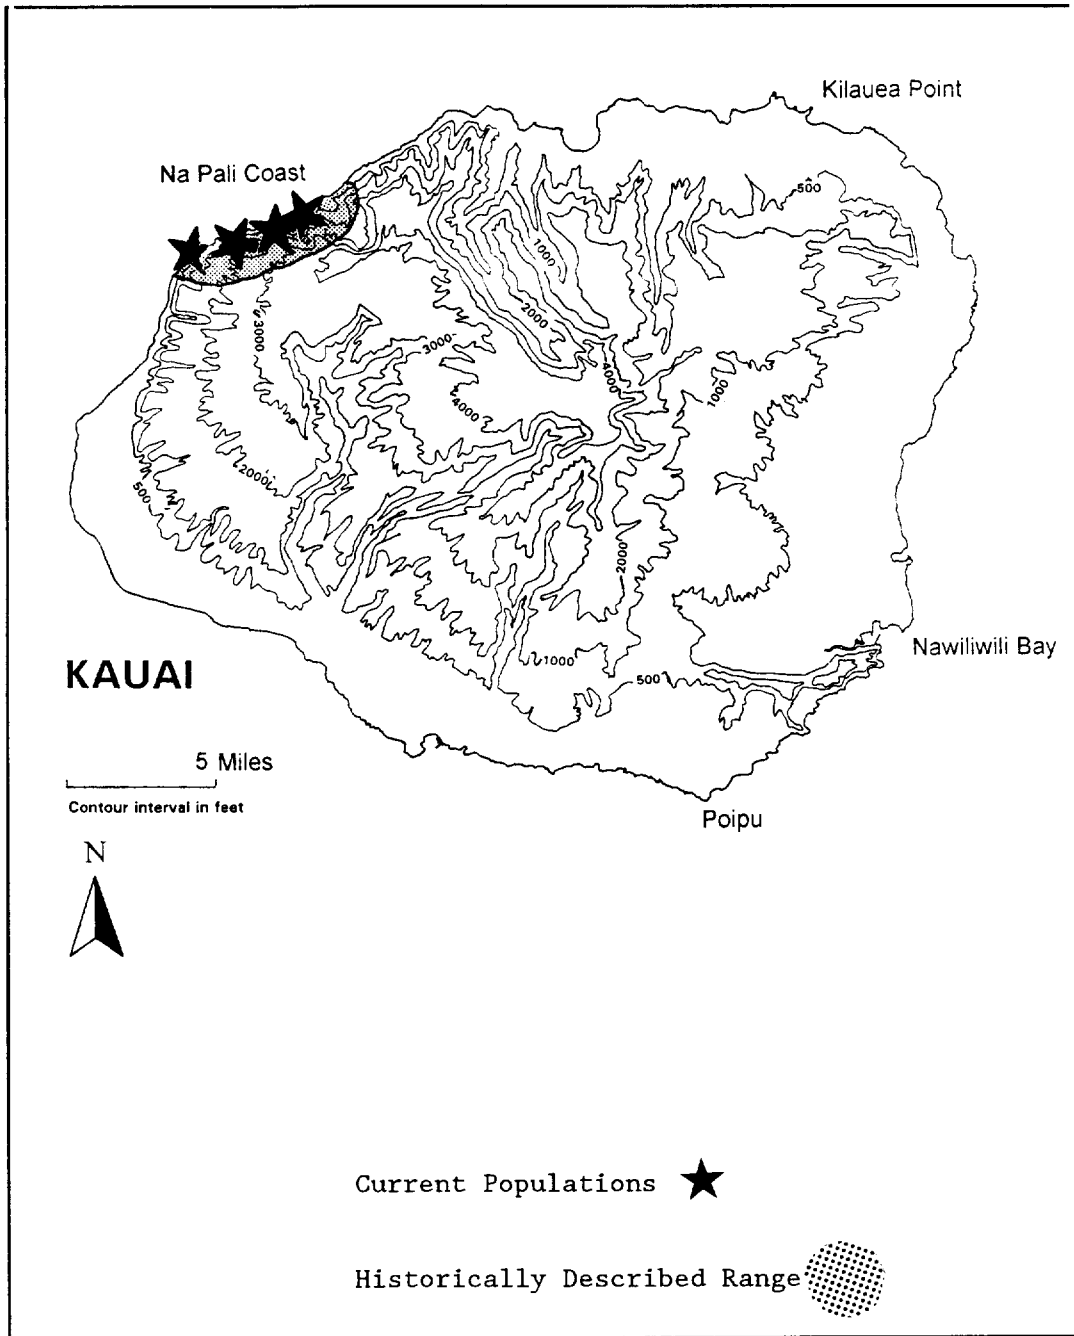 Kilauea Point
Na Pali Coast
500
1000
2000
3000
3000
4000
4000
1000
2000
500
2000
Nawiliwili Bay
1000
500
KAUAI
5 Miles
Contour interval in feet
Poipu
N
Current Populations
Historically Described Range